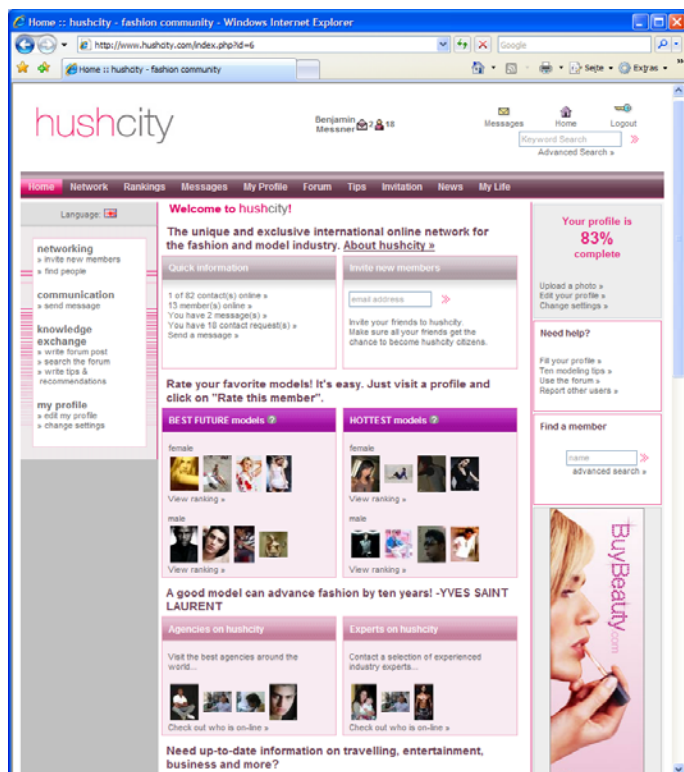 Home :: hushcity - fashion community - Windows Internet Explorer
http://www.hushcity.com/index.php?id=6
Google
Home :: hushcity - fashion community
Sejte
Extras
hushcity
Benjamin
Messner
2
18
Messages
Home
Logout
Keyword Search
Advanced Search »
Home
Network
Rankings
Messages
My Profile
Forum
Tips
Invitation
News
My Life
Language:
networking
» invite new members
» find people
communication
» send message
knowledge
exchange
» write forum post
» search the forum
» write tips &
recommendations
my profile
» edit my profile
» change settings
Welcome to hushcity!
The unique and exclusive international online network for
the fashion and model industry. About hushcity »
Quick information
1 of 82 contact(s) online »
13 member(s) online »
You have 2 message(s) »
You have 18 contact request(s) »
Send a message »
Invite new members
email address
Invite your friends to hushcity.
Make sure all your friends get the
chance to become hushcity citizens.
Rate your favorite models! It's easy. Just visit a profile and
click on "Rate this member".
BEST FUTURE models ?
female
View ranking »
male
View ranking »
HOTTEST models ?
female
View ranking »
male
View ranking »
A good model can advance fashion by ten years! -YVES SAINT
LAURENT
Agencies on hushcity
Visit the best agencies around the
world...
Check out who is on-line »
Experts on hushcity
Contact a selection of experienced
industry experts...
Check out who is on-line »
Need up-to-date information on travelling, entertainment,
business and more?
Your profile is
83%
complete
Upload a photo »
Edit your profile »
Change settings »
Need help?
Fill your profile »
Ten modeling tips »
Use the forum »
Report other users »
Find a member
name
advanced search »
BuyBeauty.com